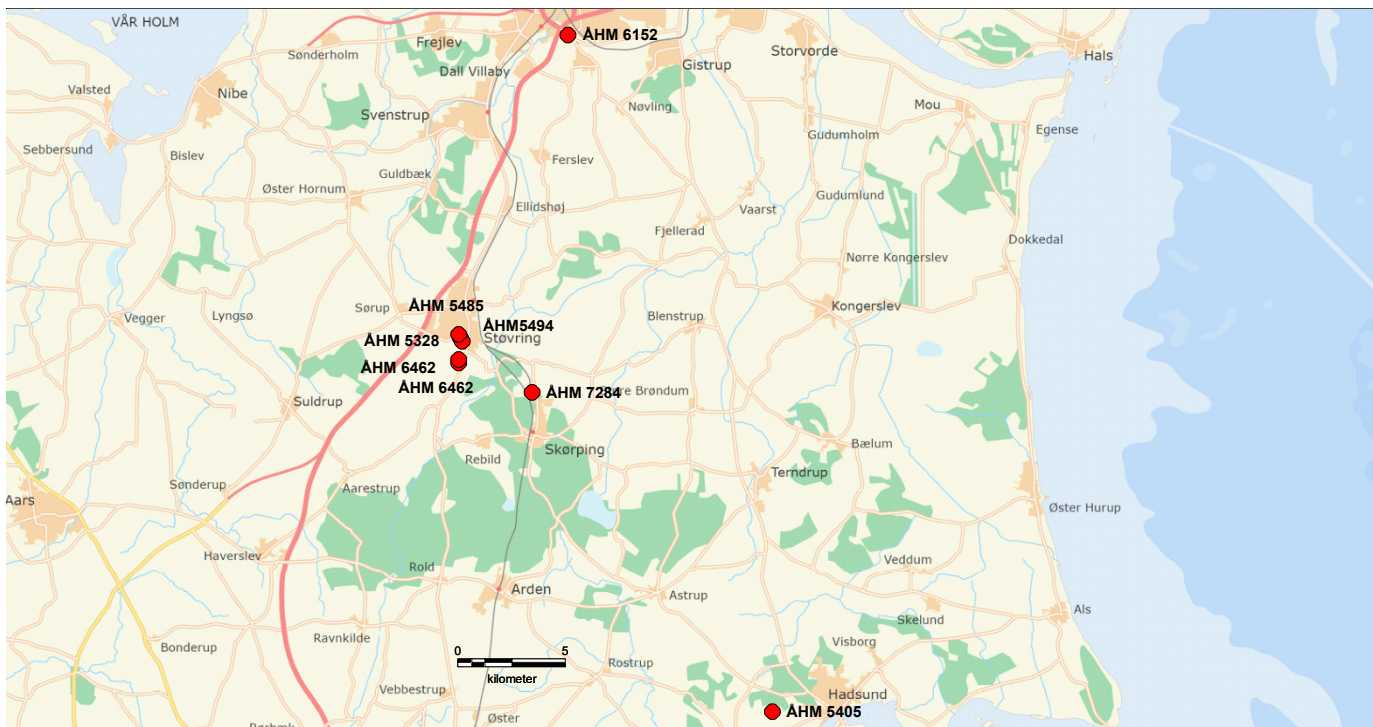 VÅR HOLM
Sønderholm
Frejlev
ÅHM 6152
Storvorde
Hals
Dall Villaby
Gistrup
Valsted
Nibe
Svenstrup
Nøvling
Mou
Egense
Gudumholm
Sebbersund
Bislev
Ferslev
Guldbæk
Øster Hornum
Gudumlund
Ellidshøj
Vaarst
Fjellerad
Dokkedal
Nørre Kongerslev
Sørup
ÅHM 5485
Kongerslev
Vegger
Lyngsø
Blenstrup
ÅHM5494
ÅHM 5328
Støvring
ÅHM 6462
ÅHM 6462
ÅHM 7284
Brøndum
Suldrup
Bælum
Skørping
Rebild
Terndrup
Sønderup
Aarestrup
Aars
Øster Hurup
Haverslev
Veddum
Rold
Arden
Astrup
Als
Skelund
Ravnkilde
Visborg
Bonderup
0 5
kilometer
Rostrup
Vebbestrup
Hadsund
ÅHM 5405
Øster